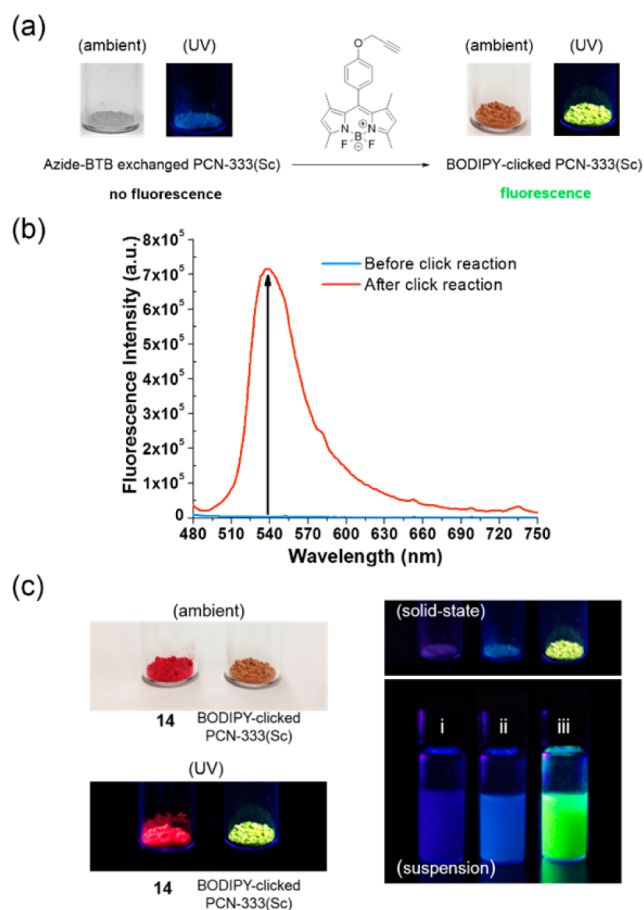 (a)
(ambient) (UV)
O
N N
B
⊕
⊖
F F
(ambient) (UV)
Azide-BTB exchanged PCN-333(Sc)
BODIPY-clicked PCN-333(Sc)
no fluorescence
fluorescence
(b)
Fluorescence Intensity (a.u.)
8x10⁵
7x10⁵
6x10⁵
5x10⁵
4x10⁵
3x10⁵
2x10⁵
1x10⁵
0
Before click reaction
After click reaction
480 510 540 570 600 630 660 690 720 750
Wavelength (nm)
(c)
(ambient)
14 BODIPY-clicked
PCN-333(Sc)
(UV)
14 BODIPY-clicked
PCN-333(Sc)
(solid-state)
i ii iii
(suspension)